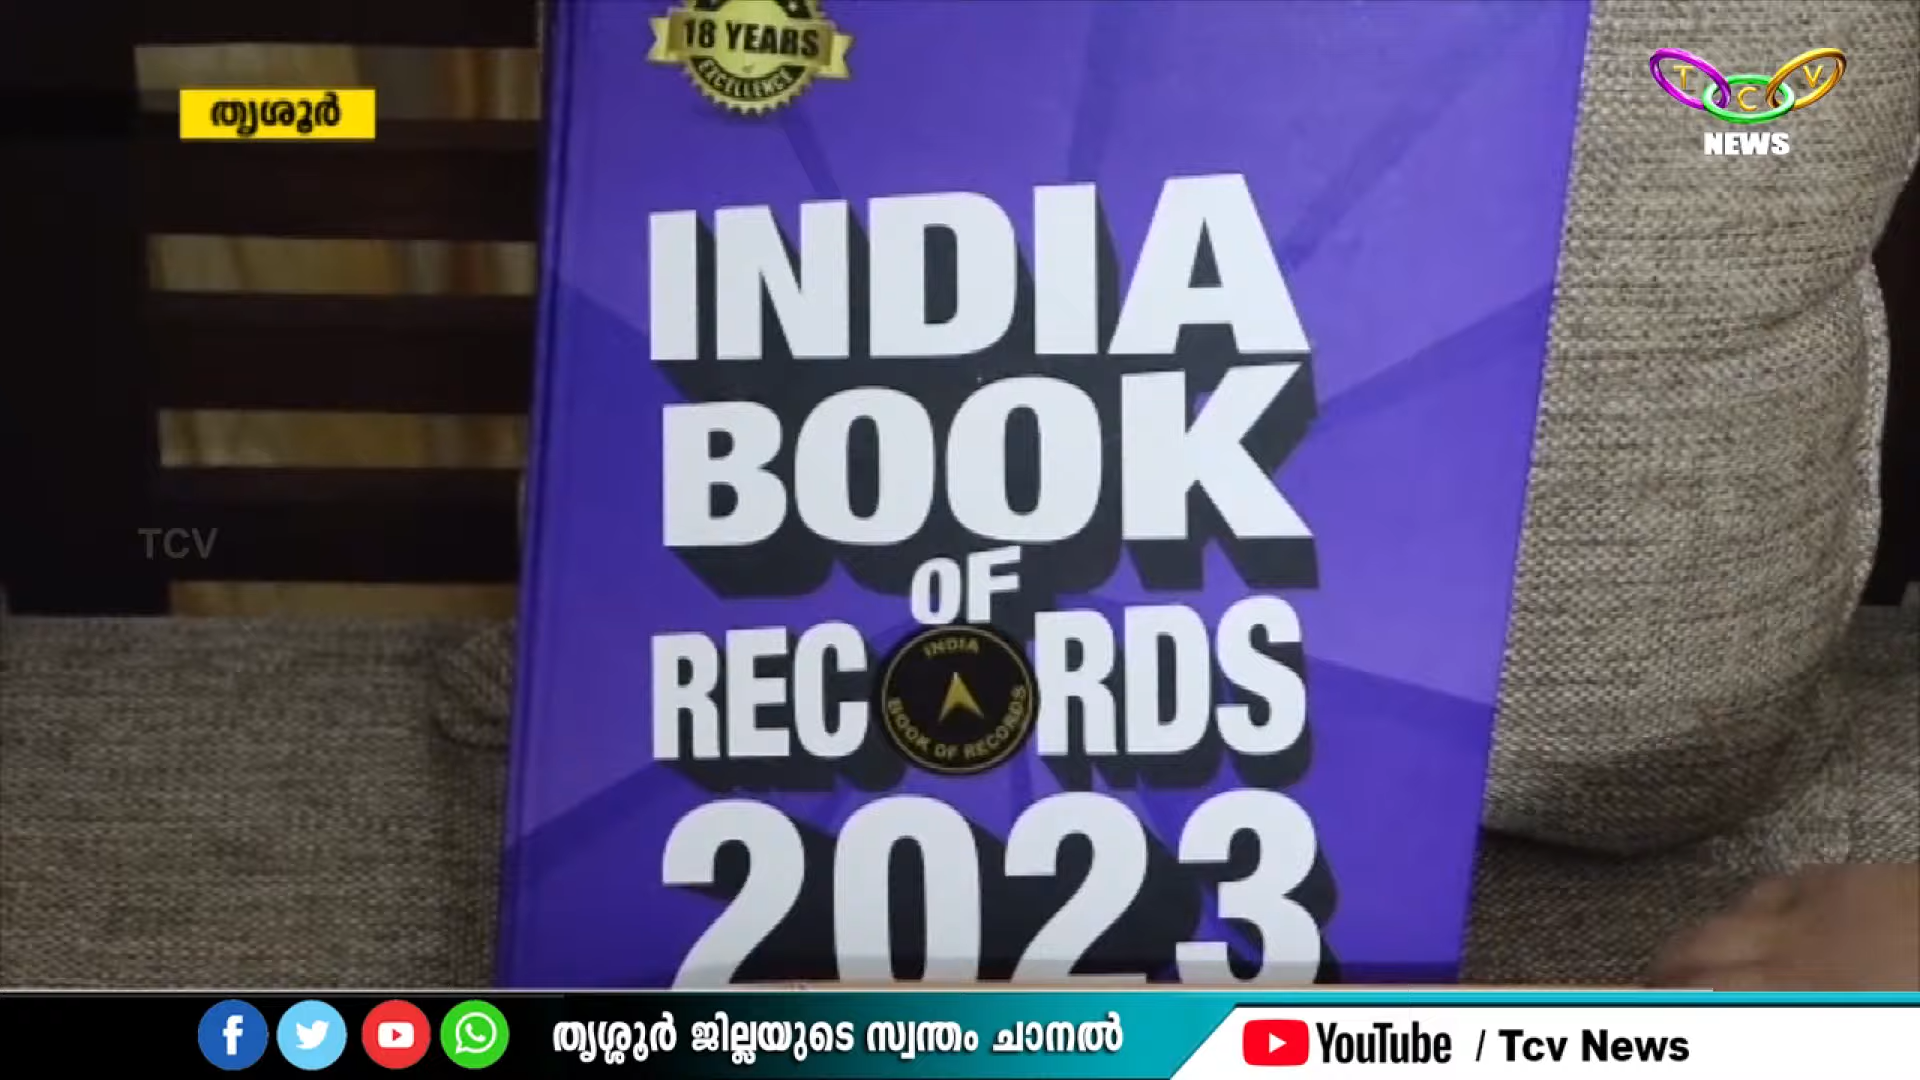 18 YEARS
of
EXCELLENCE
തൃശൂർ
T C V
NEWS
INDIA
BOOK
OF
RECORDS
INDIA
BOOK OF RECORDS
2023
TCV
തൃശ്ശൂർ ജില്ലയുടെ സ്വന്തം ചാനൽ
YouTube / Tcv News